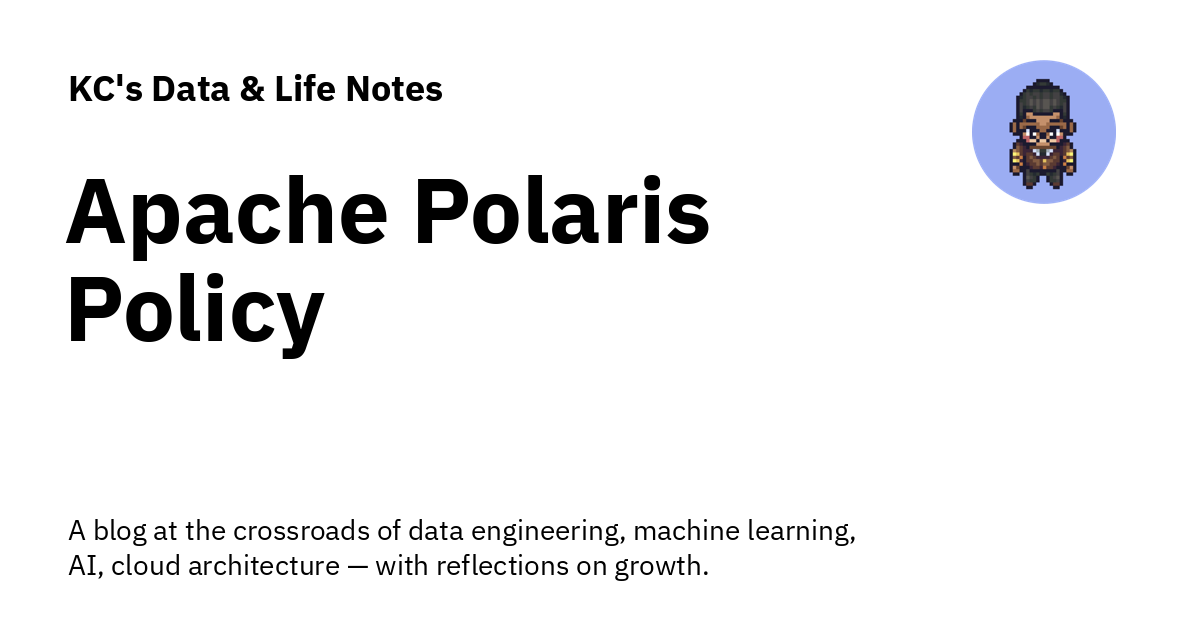 KC's Data & Life Notes
Apache Polaris
Policy
A blog at the crossroads of data engineering, machine learning,
AI, cloud architecture — with reflections on growth.